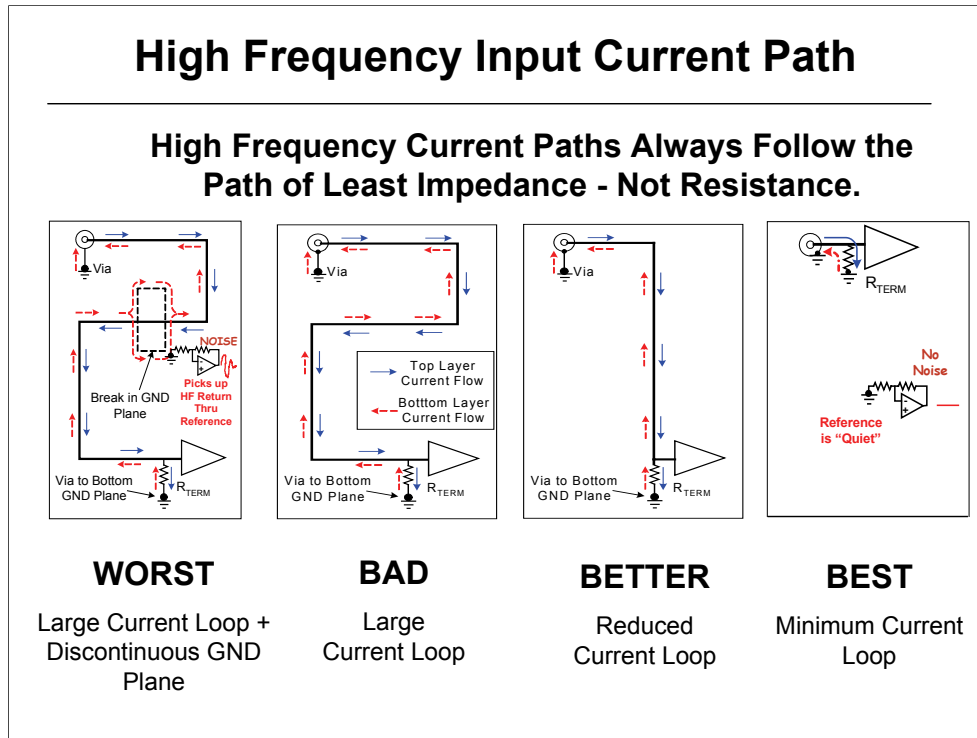 High Frequency Input Current Path
High Frequency Current Paths Always Follow the
Path of Least Impedance - Not Resistance.
Via
NOISE
-
+
Break in GND
Plane
Picks up
HF Return
Thru
Reference
Via to Bottom
GND Plane
RTERM
WORST
Large Current Loop +
Discontinuous GND
Plane
Via
Top Layer
Current Flow
Botttom Layer
Current Flow
Via to Bottom
GND Plane
RTERM
BAD
Large
Current Loop
Via
Via to Bottom
GND Plane
RTERM
BETTER
Reduced
Current Loop
RTERM
No
Noise
-
+
Reference
is “Quiet”
BEST
Minimum Current
Loop